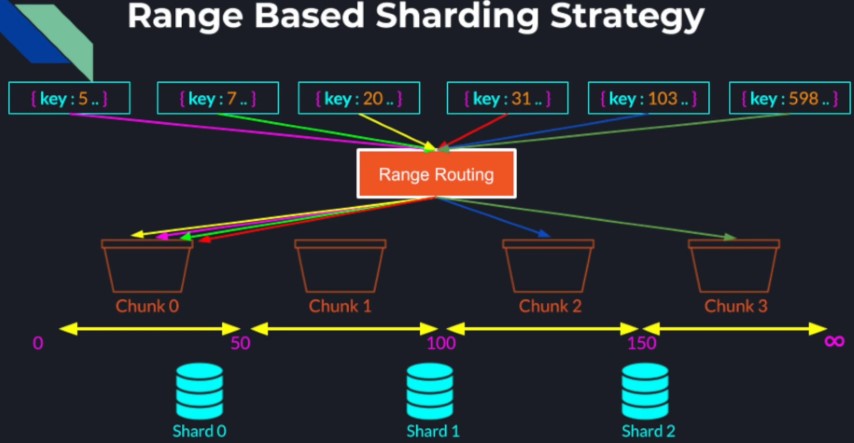 Range Based Sharding Strategy
{ key : 5 .. }
{ key : 7 .. }
{ key : 20 .. }
{ key : 31 .. }
{ key : 103 .. }
{ key : 598 .. }
Range Routing
Chunk 0
Chunk 1
Chunk 2
Chunk 3
0
50
100
150
∞
Shard 0
Shard 1
Shard 2